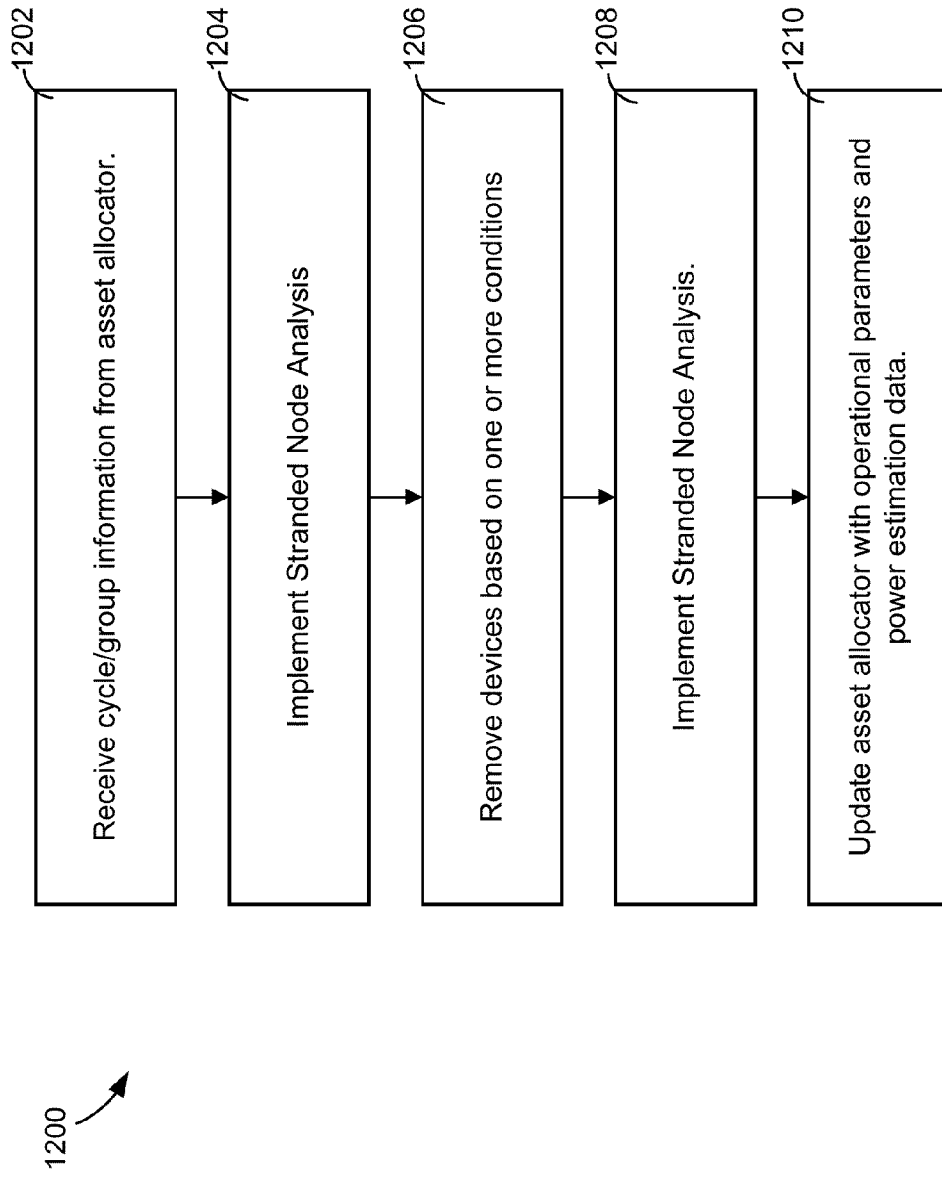 1200
1202
Receive cycle/group information from asset allocator.
1204
Implement Stranded Node Analysis
1206
Remove devices based on one or more conditions
1208
Implement Stranded Node Analysis.
1210
Update asset allocator with operational parameters and
power estimation data.